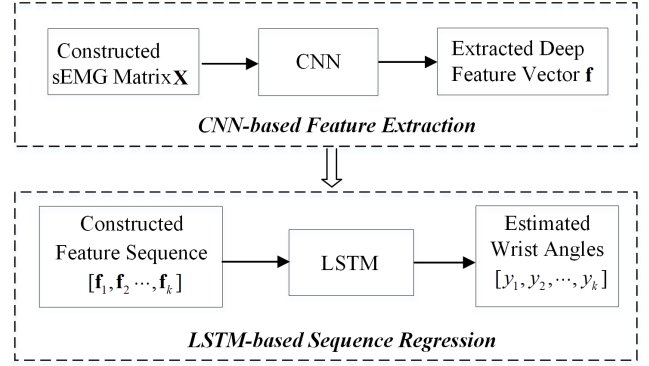 Constructed
sEMG Matrix X
CNN
Extracted Deep
Feature Vector f
CNN-based Feature Extraction
Constructed
Feature Sequence
[f1,f2 ⋯,fk]
LSTM
Estimated
Wrist Angles
[y1, y2, ⋯, yk]
LSTM-based Sequence Regression